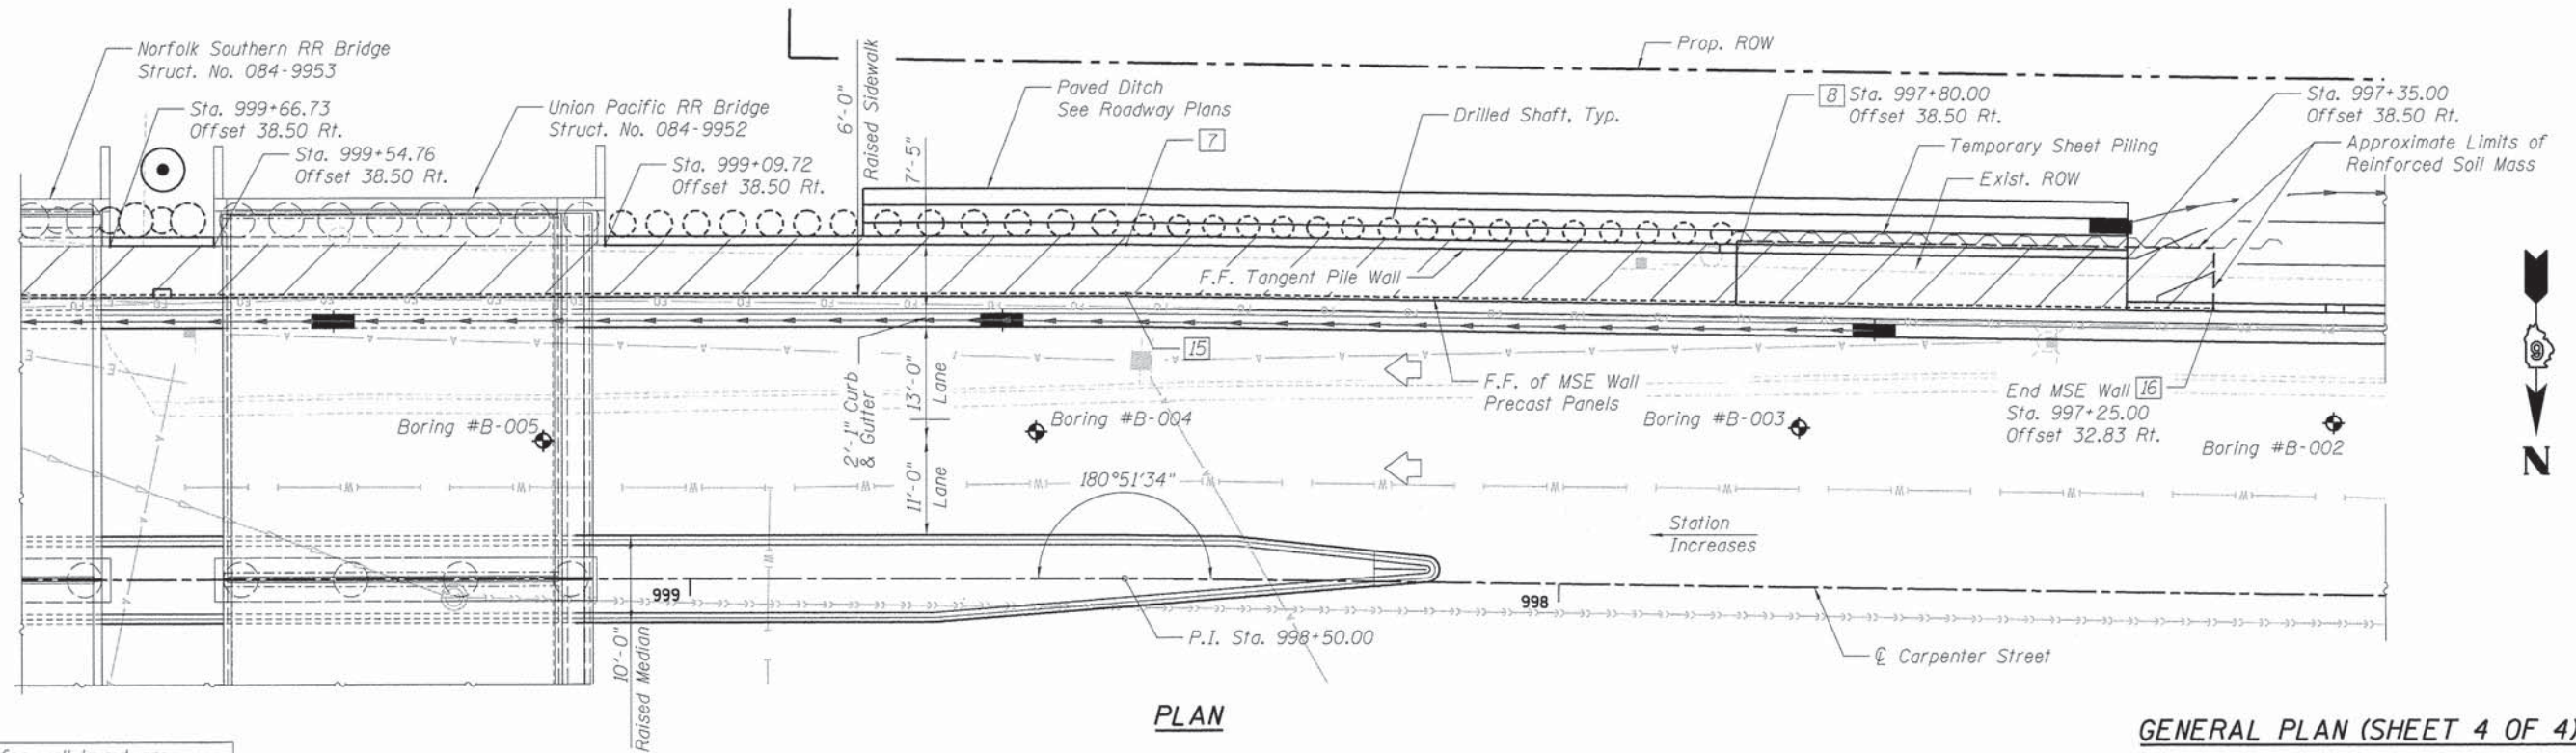 Norfolk Southern RR Bridge
Struct. No. 084-9953
Sta. 999+66.73
Offset 38.50 Rt.
Sta. 999+54.76
Offset 38.50 Rt.
Union Pacific RR Bridge
Struct. No. 084-9952
Sta. 999+09.72
Offset 38.50 Rt.
6'-0"
Raised Sidewalk
7'-5"
Paved Ditch
See Roadway Plans
7
Drilled Shaft, Typ.
Prop. ROW
8 Sta. 997+80.00
Offset 38.50 Rt.
Temporary Sheet Piling
Exist. ROW
Sta. 997+35.00
Offset 38.50 Rt.
Approximate Limits of
Reinforced Soil Mass
F.F. Tangent Pile Wall
15
F.F. of MSE Wall
Precast Panels
2'-1" Curb
& Gutter
13'-0"
Lane
11'-0"
Lane
Boring #B-005
Boring #B-004
Boring #B-003
End MSE Wall 16
Sta. 997+25.00
Offset 32.83 Rt.
Boring #B-002
9
N
180°51'34"
Station
Increases
999
998
P.I. Sta. 998+50.00
℄ Carpenter Street
10'-0"
Raised Median
PLAN
GENERAL PLAN (SHEET 4 OF 4)